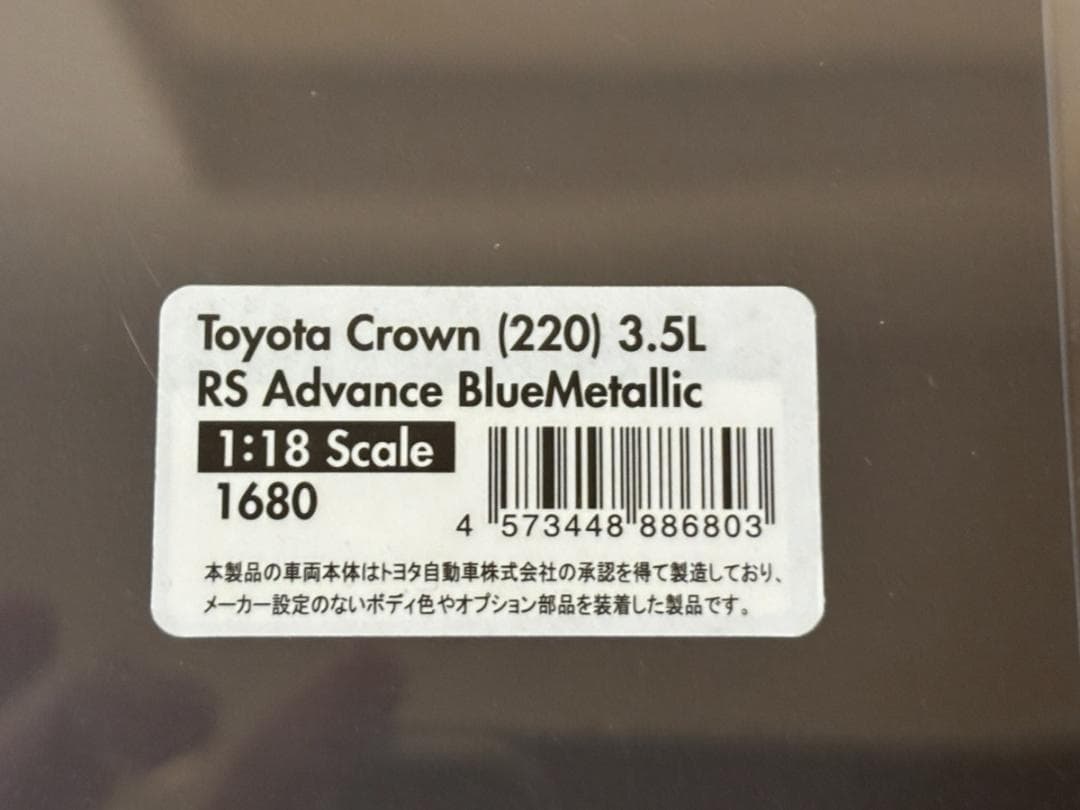 Toyota Crown (220) 3.5L
RS Advance BlueMetallic
1:18 Scale
1680
4 573448 886803
本製品の車両本体はトヨタ自動車株式会社の承認を得て製造しており、
メーカー設定のないボディ色やオプション部品を装着した製品です。